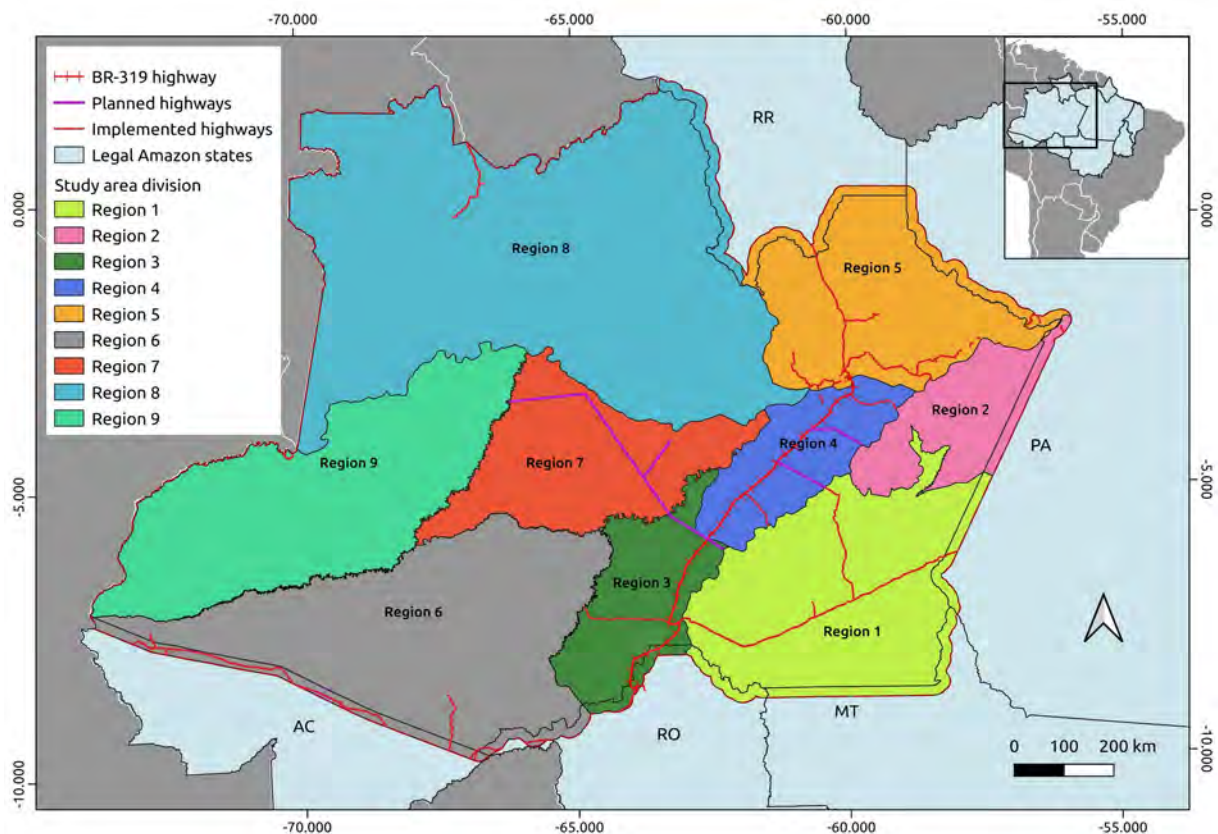 -70.000
-65.000
-60.000
-55.000
BR-319 highway
Planned highways
Implemented highways
Legal Amazon states
Study area division
Region 1
Region 2
Region 3
Region 4
Region 5
Region 6
Region 7
Region 8
Region 9
RR
0.000
0.000
Region 8
Region 5
Region 2
Region 4
PA
Region 9
Region 7
-5.000
-5.000
Region 3
Region 6
Region 1
AC
RO
MT
0 100 200 km
-10.000
-10.000
-70.000
-65.000
-60.000
-55.000